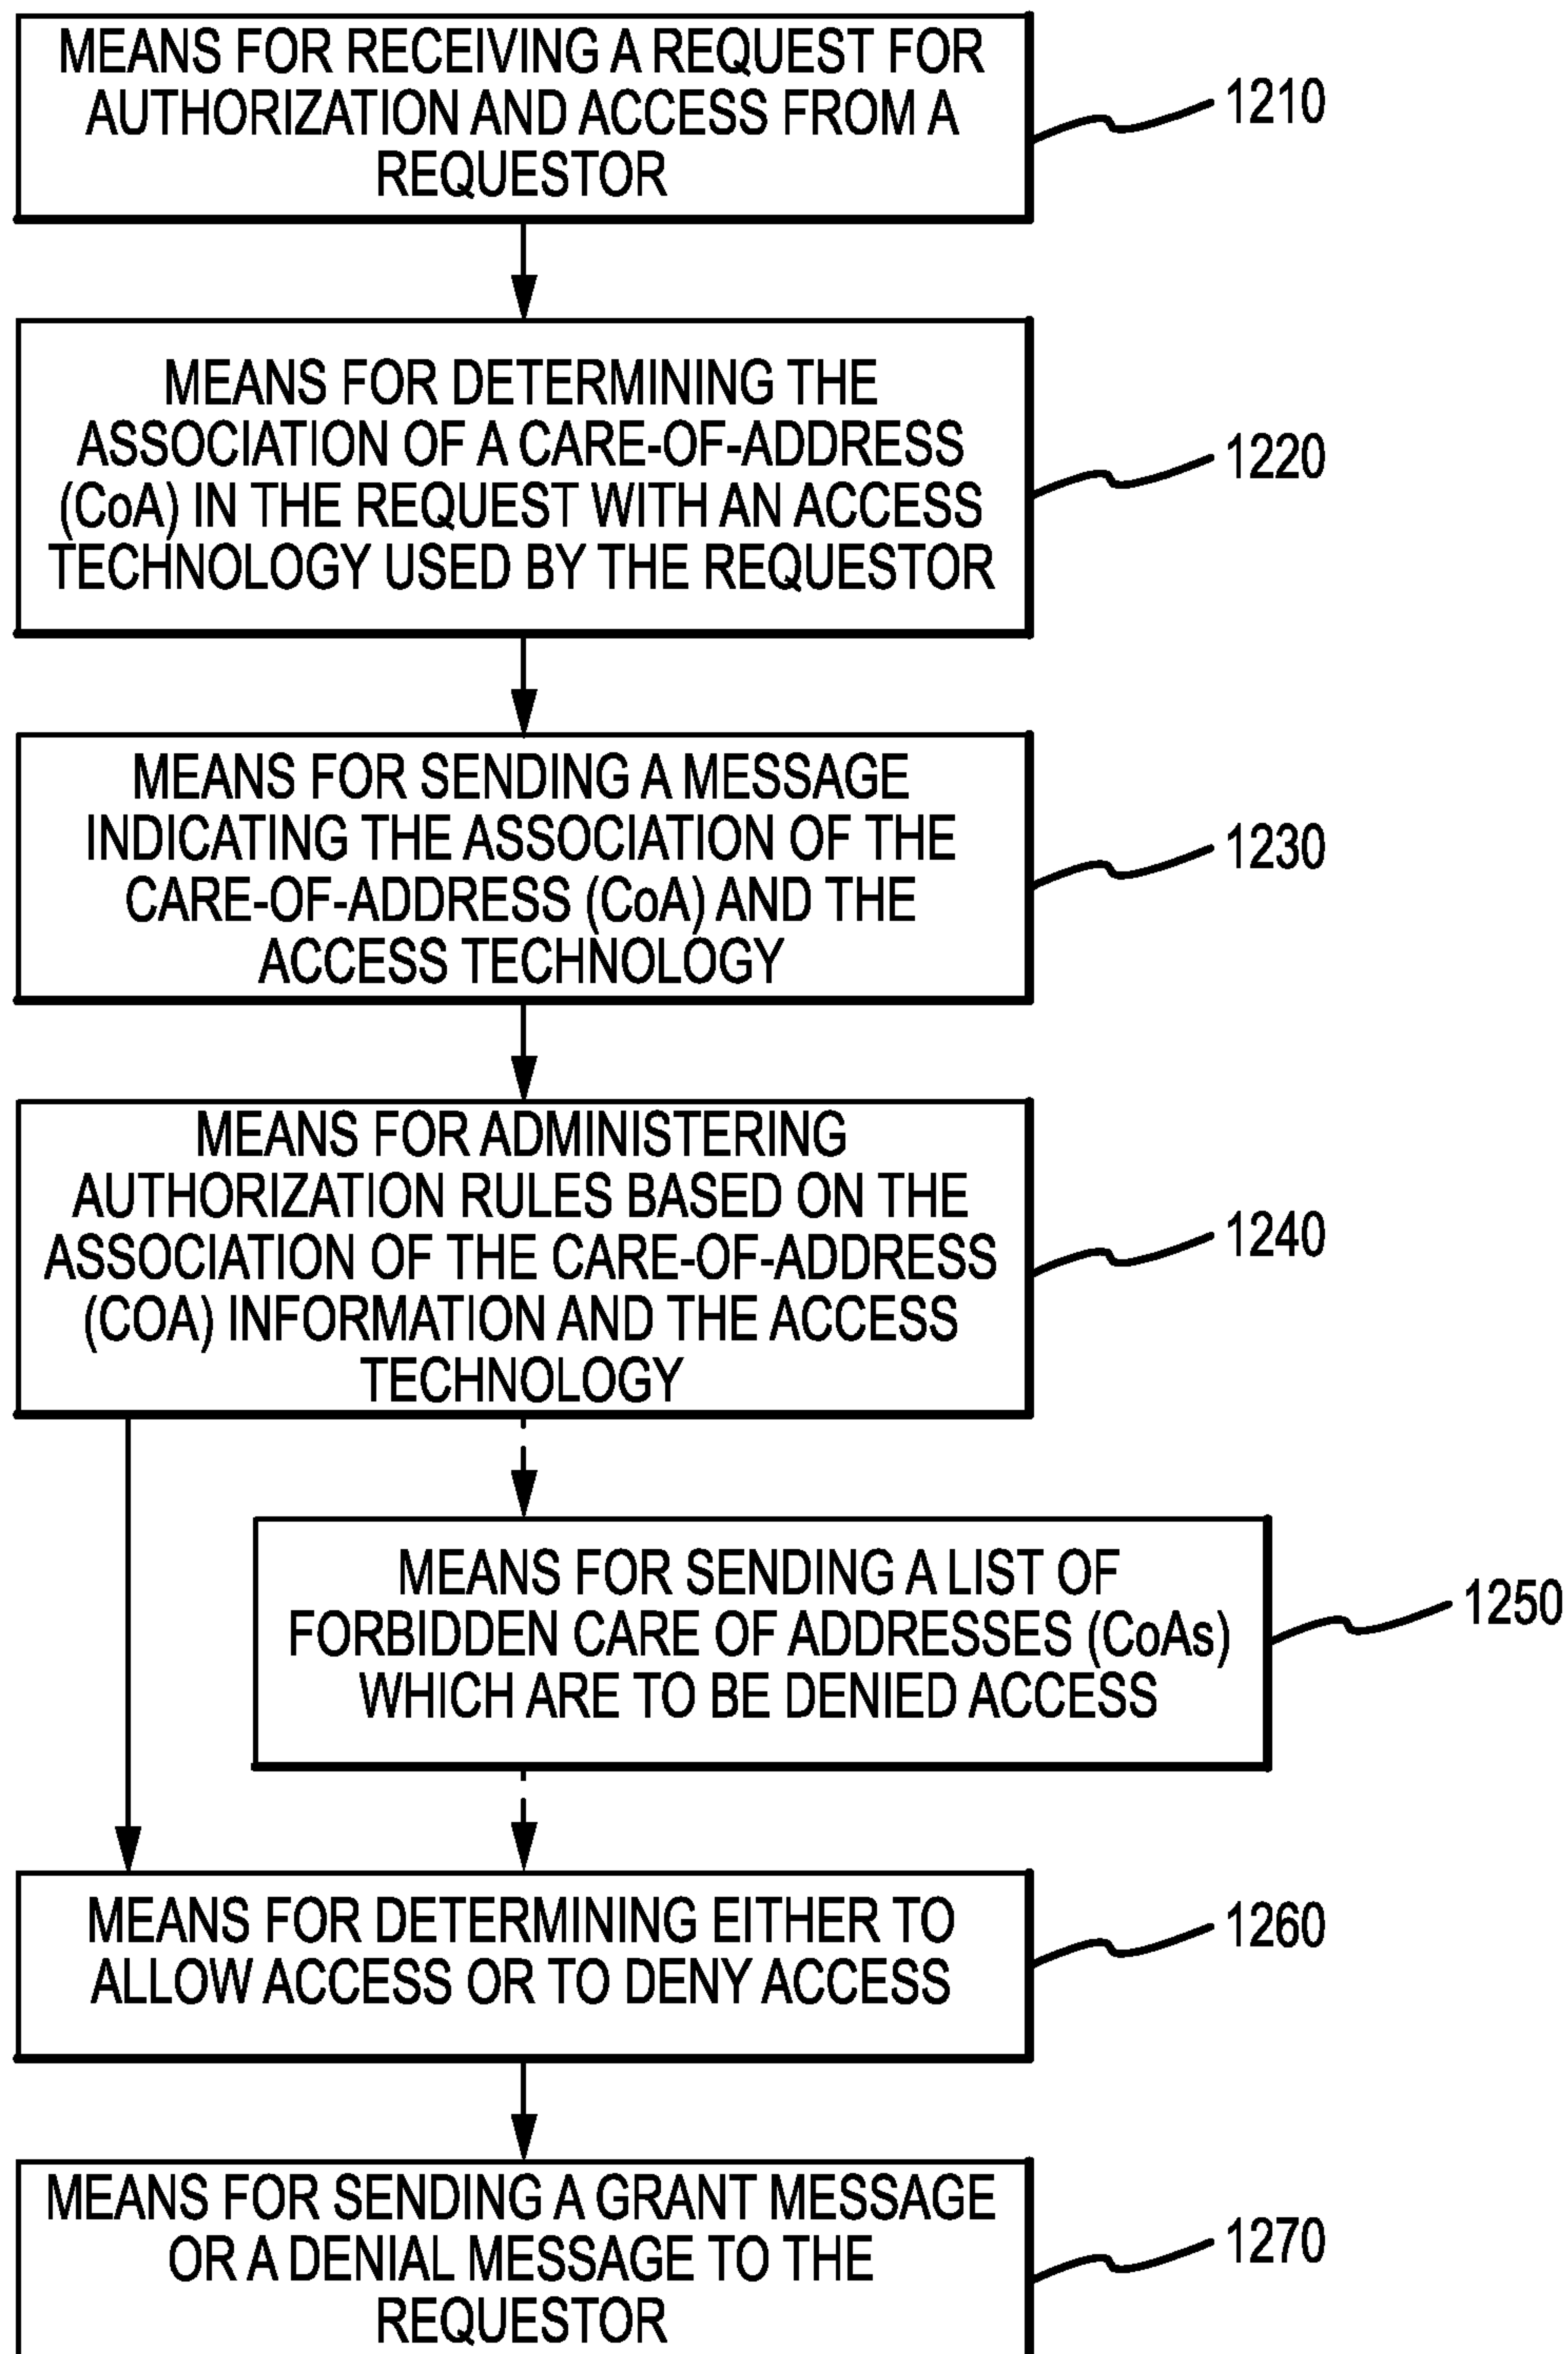 MEANS FOR RECEIVING A REQUEST FOR
AUTHORIZATION AND ACCESS FROM A
REQUESTOR
1210
MEANS FOR DETERMINING THE
ASSOCIATION OF A CARE-OF-ADDRESS
(CoA) IN THE REQUEST WITH AN ACCESS
TECHNOLOGY USED BY THE REQUESTOR
1220
MEANS FOR SENDING A MESSAGE
INDICATING THE ASSOCIATION OF THE
CARE-OF-ADDRESS (CoA) AND THE
ACCESS TECHNOLOGY
1230
MEANS FOR ADMINISTERING
AUTHORIZATION RULES BASED ON THE
ASSOCIATION OF THE CARE-OF-ADDRESS
(COA) INFORMATION AND THE ACCESS
TECHNOLOGY
1240
MEANS FOR SENDING A LIST OF
FORBIDDEN CARE OF ADDRESSES (CoAs)
WHICH ARE TO BE DENIED ACCESS
1250
MEANS FOR DETERMINING EITHER TO
ALLOW ACCESS OR TO DENY ACCESS
1260
MEANS FOR SENDING A GRANT MESSAGE
OR A DENIAL MESSAGE TO THE
REQUESTOR
1270